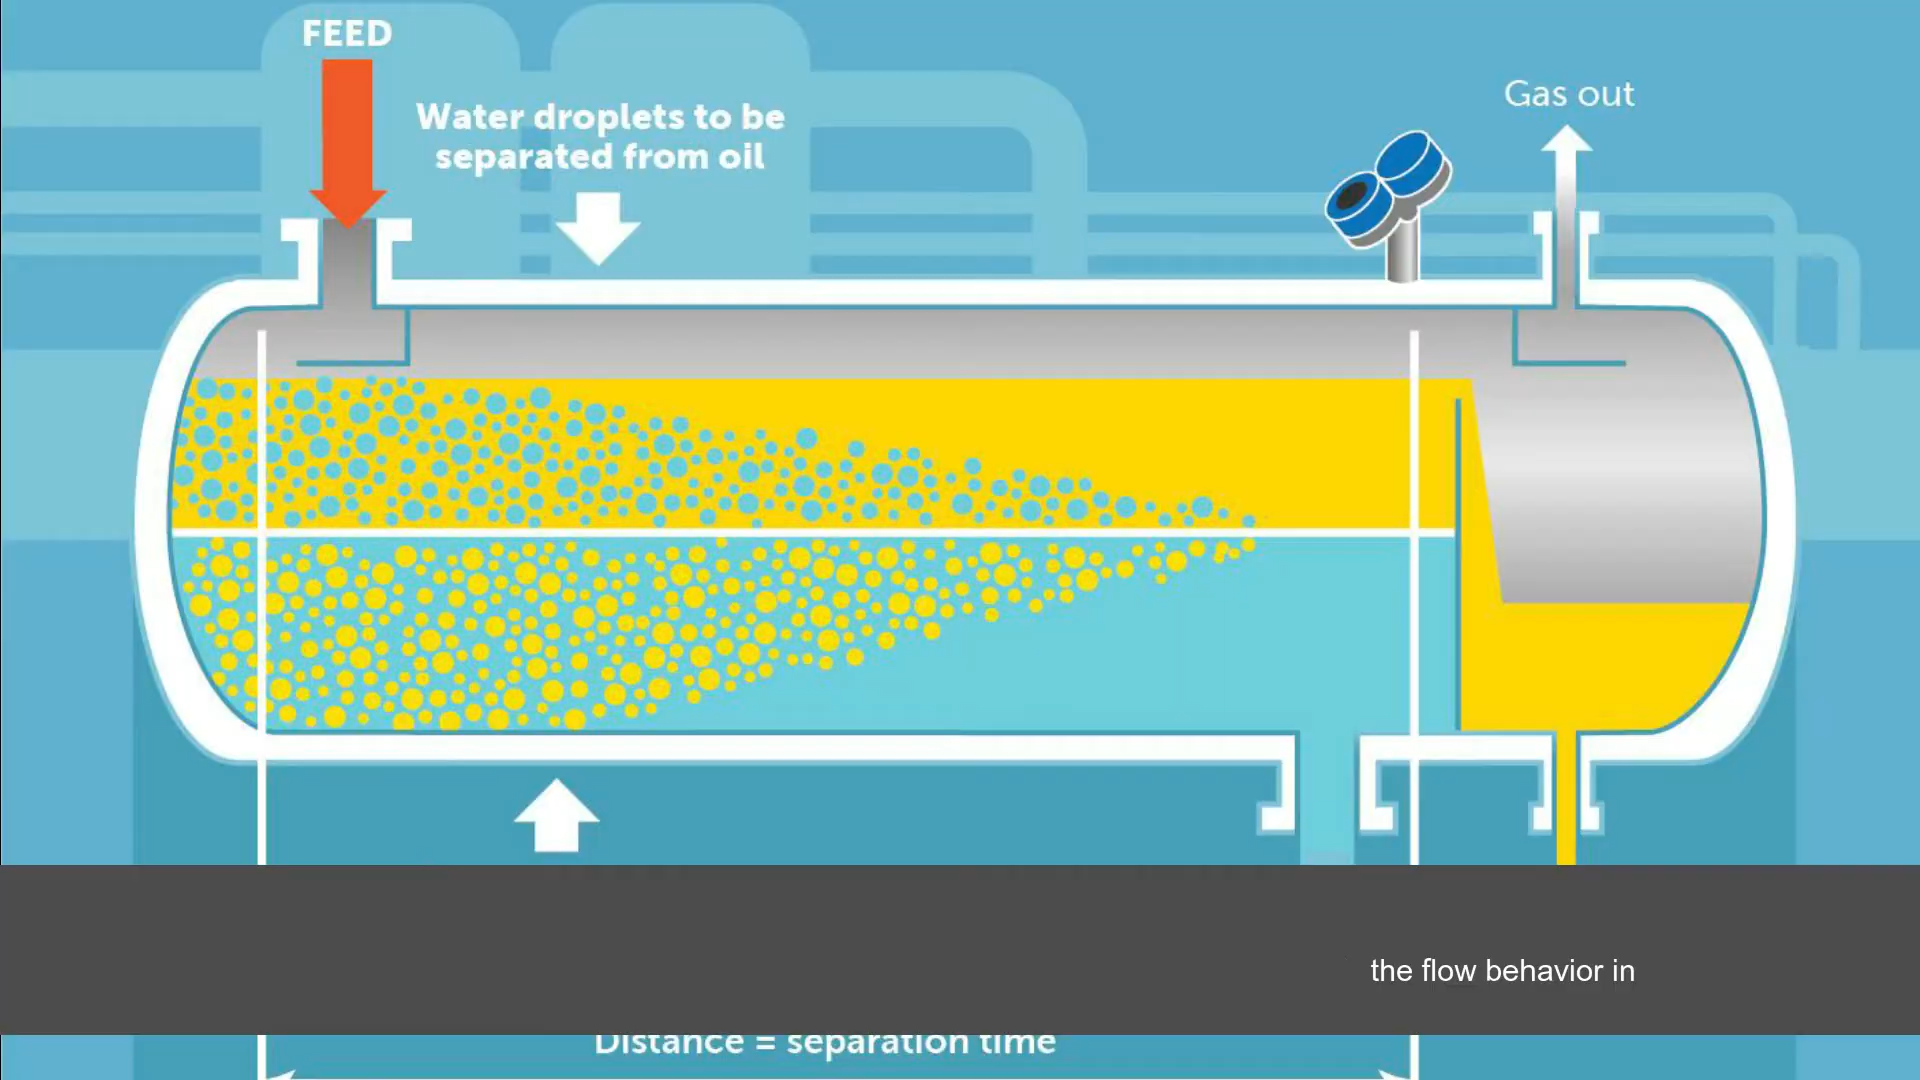 FEED
Water droplets to be
separated from oil
Gas out
the flow behavior in
Distance = separation time